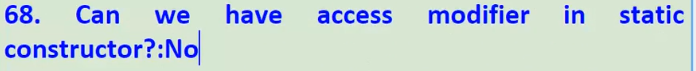 68. Can we have access modifier in static
constructor?:No